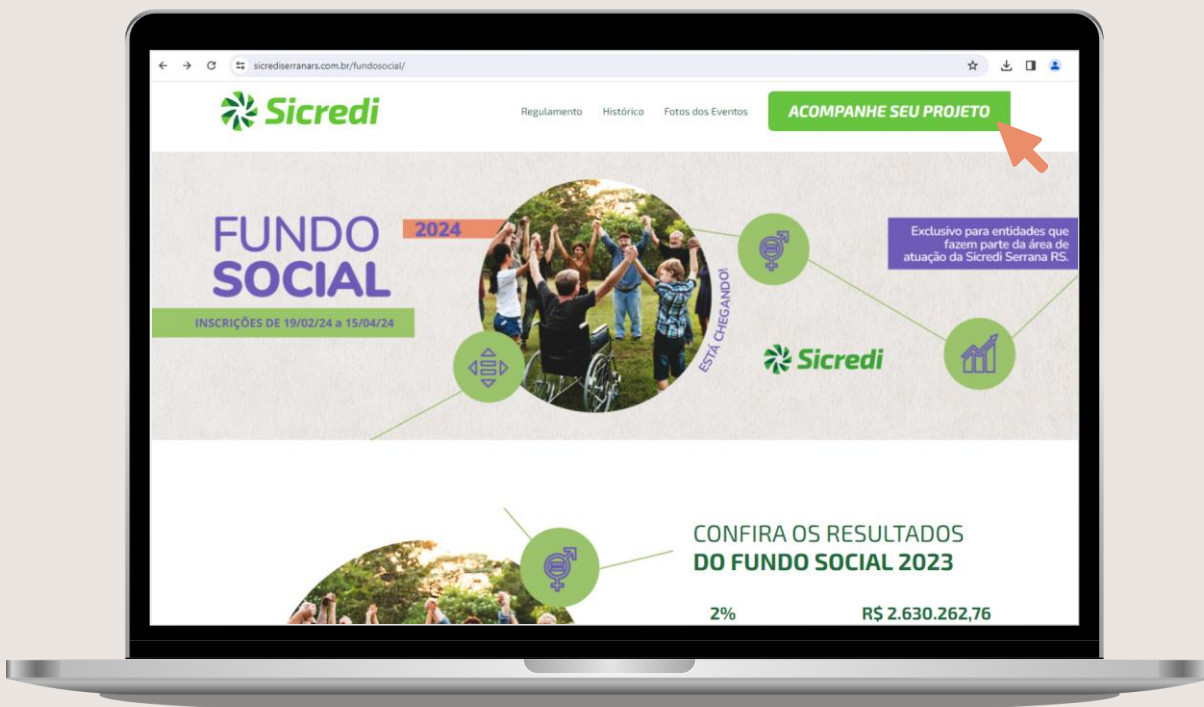 sicrediserranars.com.br/fundosocial/
Sicredi
Regulamento
Histórico
Fotos dos Eventos
ACOMPANHE SEU PROJETO
FUNDO
SOCIAL
2024
INSCRIÇÕES DE 19/02/24 a 15/04/24
ESTÁ CHEGANDO!
Exclusivo para entidades que
fazem parte da área de
atuação da Sicredi Serrana RS.
Sicredi
CONFIRA OS RESULTADOS
DO FUNDO SOCIAL 2023
2%
R$ 2.630.262,76